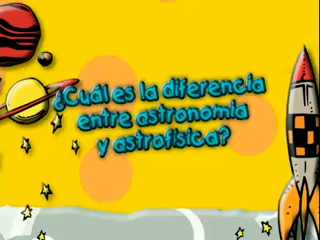 ¿Cuál es la diferencia
entre astronomía
y astrofísica?